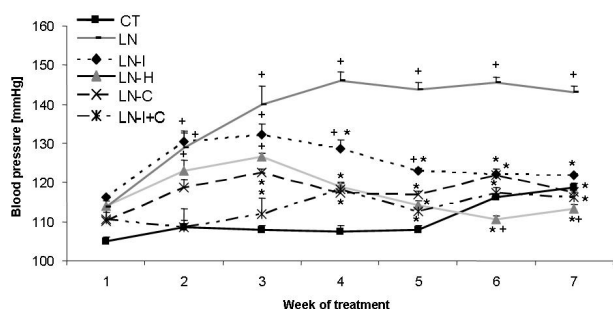 CT
LN
LN-I
LN-H
LN-C
LN-I+C
Blood pressure [mmHg]
160
150
140
130
120
110
100
1 2 3 4 5 6 7
Week of treatment